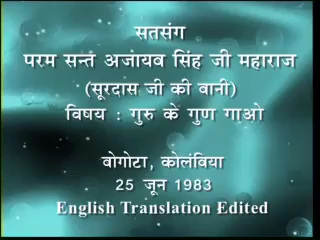 सतसंग
परम सन्त अजायब सिंह जी महाराज
(सूरदास जी की बानी)
विषय : गुरु के गुण गाओ
बोगोटा, कोलंबिया
25 जून 1983
English Translation Edited